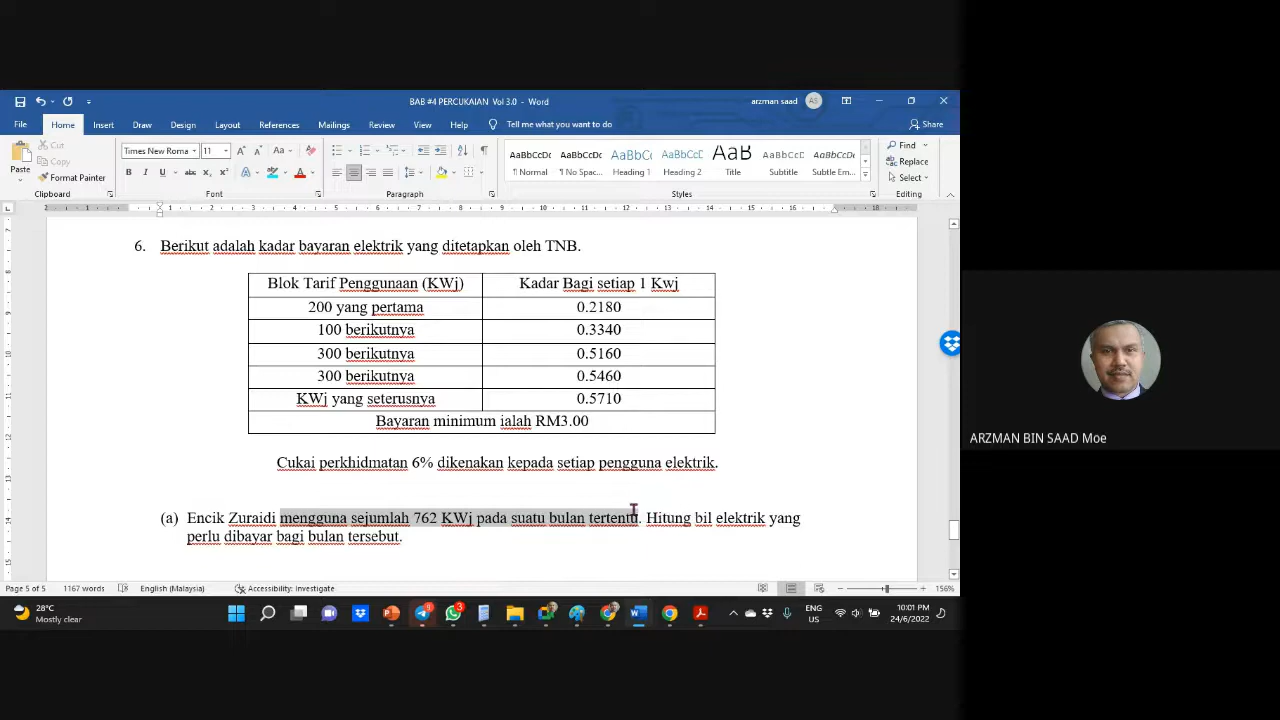 BAB #4 PERCUKAIAN Vol 3.0 - Word
arzman saad
AS
File Home Insert Draw Design Layout References Mailings Review View Help Tell me what you want to do Share
Paste
Cut
Copy
Format Painter
Clipboard
Times New Roma 11
Font
Paragraph
AaBbCcDc AaBbCcDc AaBbCc AaBbCcC AaB AaBbCcC AaBbCcDc
¶ Normal ¶ No Spac... Heading 1 Heading 2 Title Subtitle Subtle Em...
Styles
Find
Replace
Select
Editing
6. Berikut adalah kadar bayaran elektrik yang ditetapkan oleh TNB.
Blok Tarif Penggunaan (KWj) Kadar Bagi setiap 1 Kwj
200 yang pertama 0.2180
100 berikutnya 0.3340
300 berikutnya 0.5160
300 berikutnya 0.5460
KWj yang seterusnya 0.5710
Bayaran minimum ialah RM3.00
Cukai perkhidmatan 6% dikenakan kepada setiap pengguna elektrik.
(a) Encik Zuraidi mengguna sejumlah 762 KWj pada suatu bulan tertentu. Hitung bil elektrik yang
perlu dibayar bagi bulan tersebut.
ARZMAN BIN SAAD Moe
Page 5 of 5 1167 words English (Malaysia) Accessibility: Investigate 156%
28°C
Mostly clear
ENG
US
10:01 PM
24/6/2022